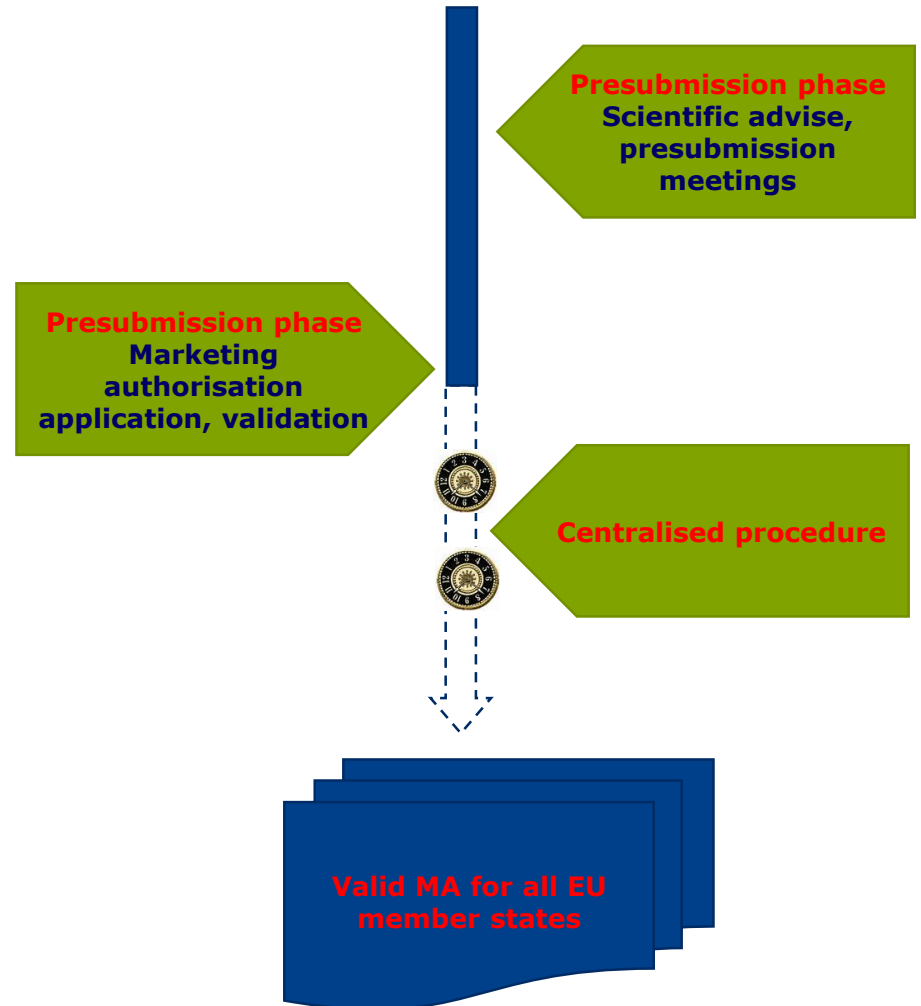 Presubmission phase
Scientific advise,
presubmission
meetings
Presubmission phase
Marketing
authorisation
application, validation
Centralised procedure
Valid MA for all EU
member states